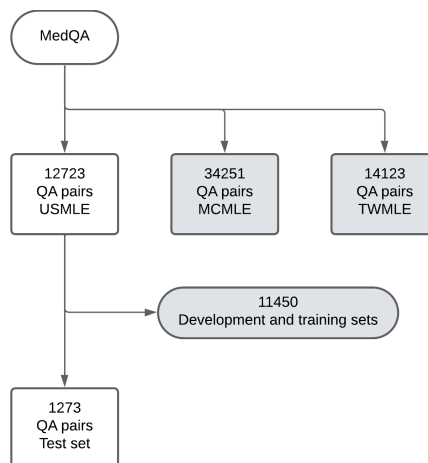 MedQA
12723
QA pairs
USMLE
34251
QA pairs
MCMLE
14123
QA pairs
TWMLE
11450
Development and training sets
1273
QA pairs
Test set